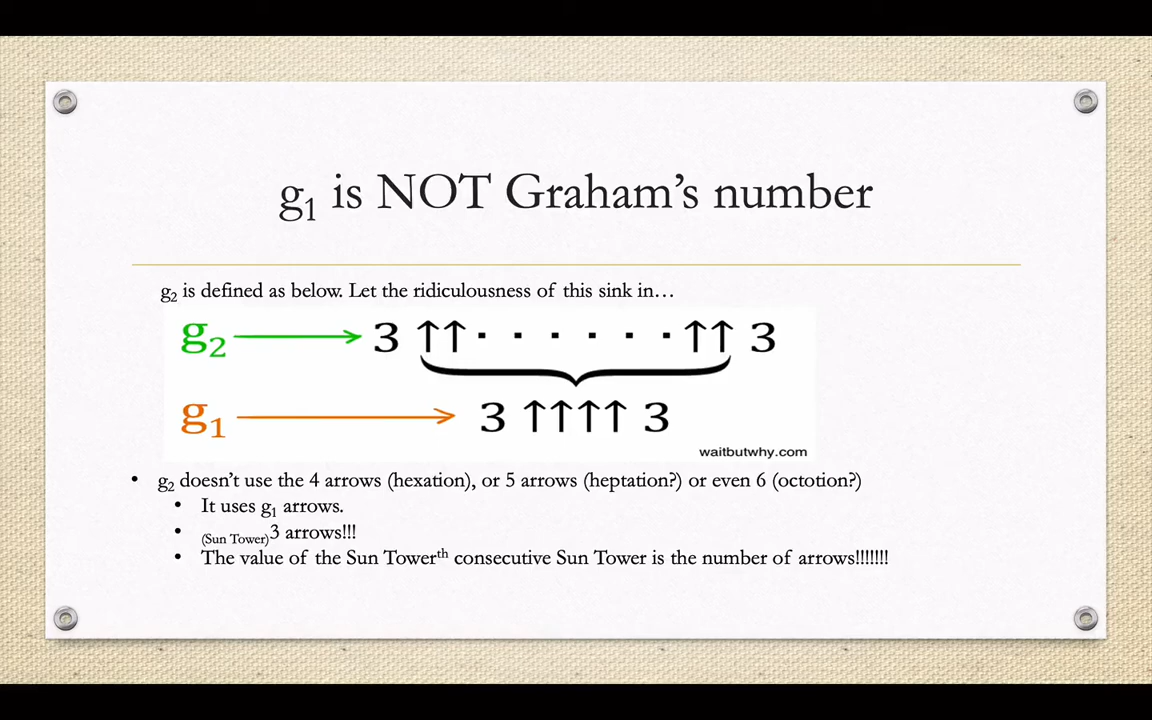 g₁ is NOT Graham’s number
g₂ is defined as below. Let the ridiculousness of this sink in…
g₂ 3 ↑↑· · · · · ·↑↑ 3
g₁ 3 ↑↑↑↑ 3
waitbutwhy.com
• g₂ doesn’t use the 4 arrows (hexation), or 5 arrows (heptation?) or even 6 (octotion?)
• It uses g₁ arrows.
• (Sun Tower)3 arrows!!!
• The value of the Sun Towerth consecutive Sun Tower is the number of arrows!!!!!!!